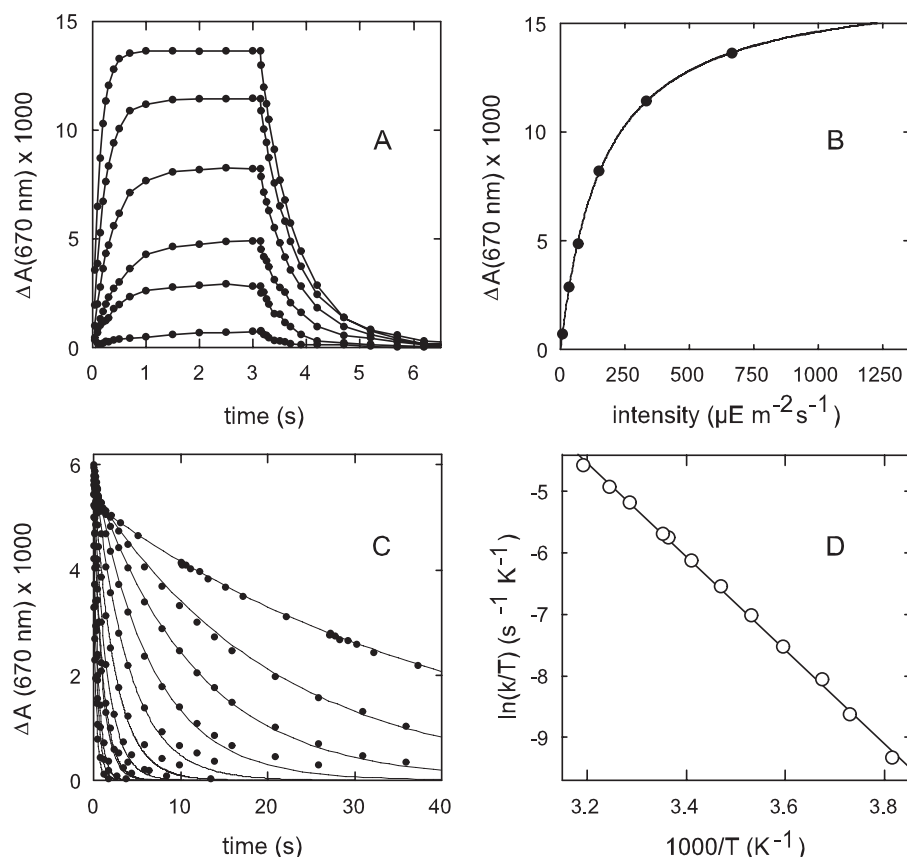 15
10
5
0
ΔA(670 nm) x 1000
A
0 1 2 3 4 5 6
time (s)
15
10
5
0
ΔA(670 nm) x 1000
B
0 250 500 750 1000 1250
intensity (µE m⁻²s⁻¹)
6
4
2
0
ΔA (670 nm) x 1000
C
0 10 20 30 40
time (s)
-5
-6
-7
-8
-9
ln(k/T) (s⁻¹ K⁻¹)
D
3.2 3.4 3.6 3.8
1000/T (K⁻¹)